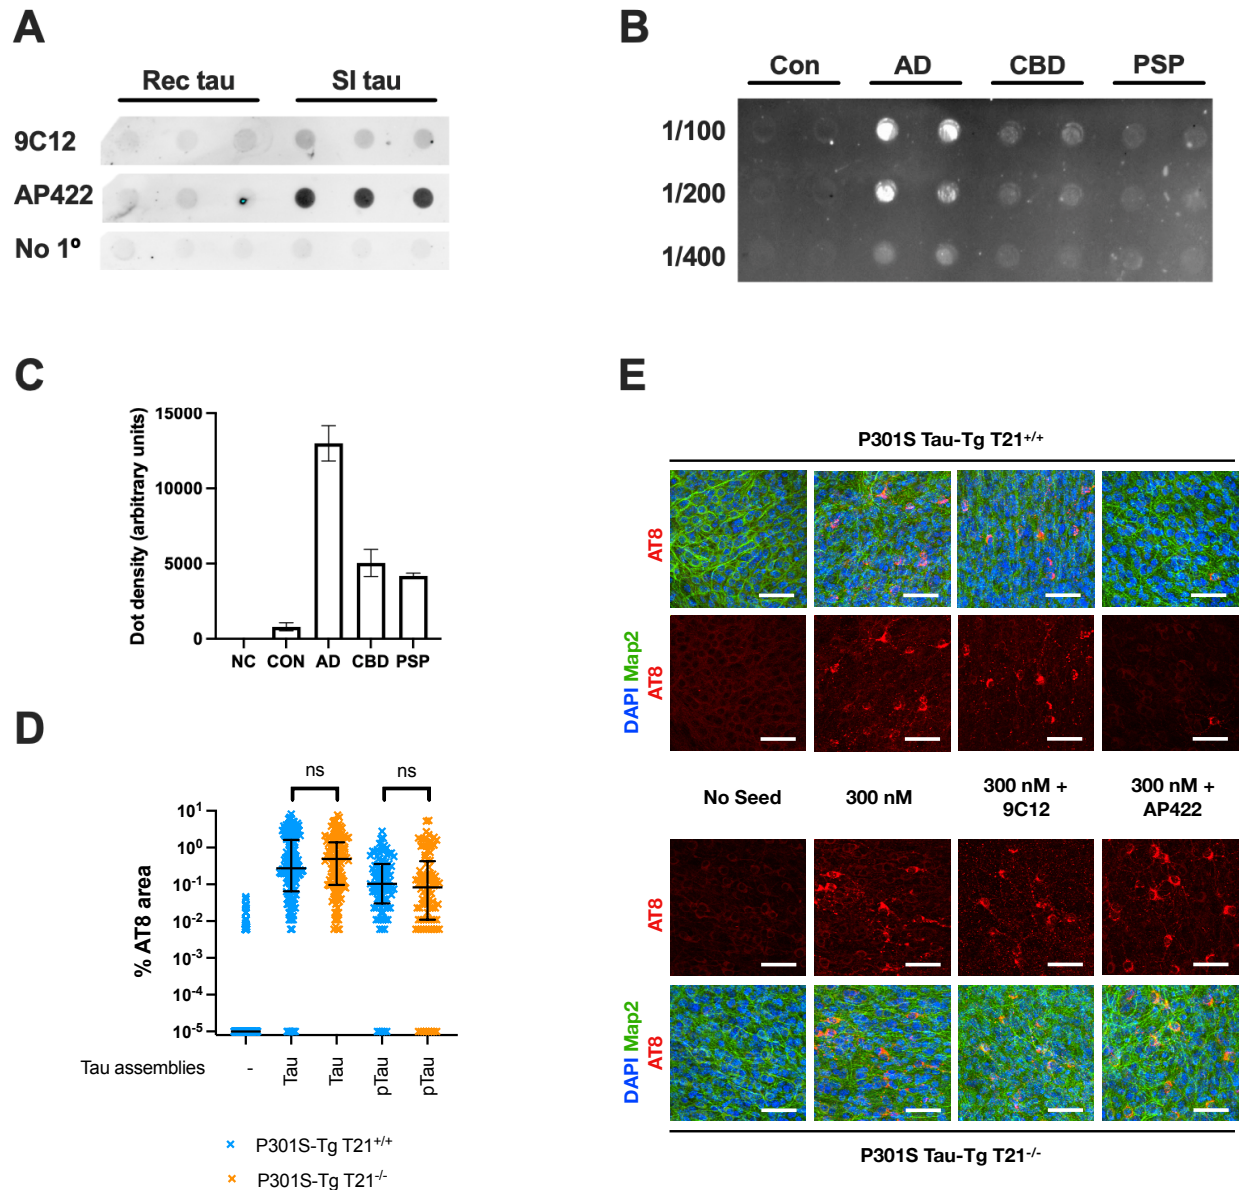 A
Rec tau SI tau
9C12
AP422
No 1º
B
Con AD CBD PSP
1/100
1/200
1/400
C
Dot density (arbitrary units)
15000
10000
5000
0
NC CON AD CBD PSP
D
ns ns
% AT8 area
10¹
10⁰
10⁻¹
10⁻²
10⁻³
10⁻⁴
10⁻⁵
Tau assemblies - Tau Tau pTau pTau
P301S-Tg T21⁺/⁺
P301S-Tg T21⁻/⁻
E
P301S Tau-Tg T21⁺/⁺
AT8
DAPI Map2
AT8
No Seed 300 nM 300 nM + 9C12 300 nM + AP422
AT8
DAPI Map2
AT8
P301S Tau-Tg T21⁻/⁻